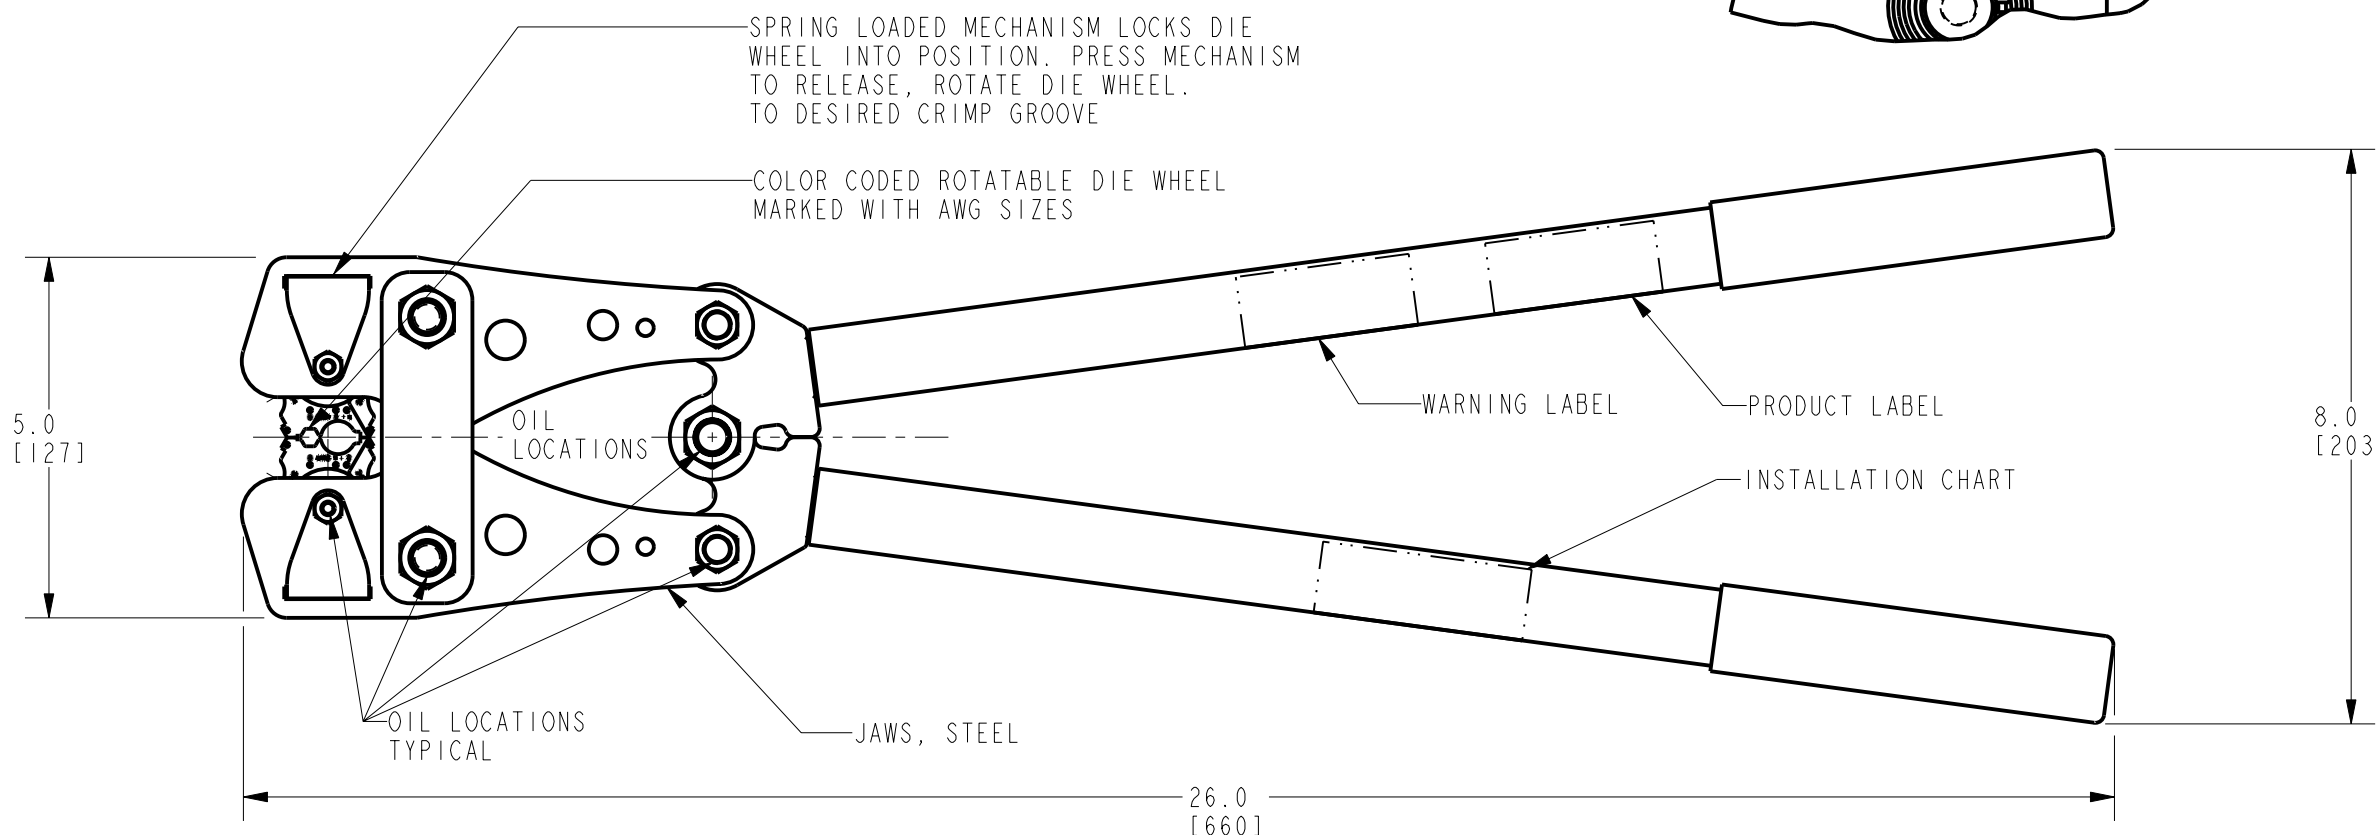 SPRING LOADED MECHANISM LOCKS DIE
WHEEL INTO POSITION. PRESS MECHANISM
TO RELEASE, ROTATE DIE WHEEL.
TO DESIRED CRIMP GROOVE
COLOR CODED ROTATABLE DIE WHEEL
MARKED WITH AWG SIZES
5.0
[127]
OIL
LOCATIONS
WARNING LABEL
PRODUCT LABEL
8.0
[203
INSTALLATION CHART
OIL LOCATIONS
TYPICAL
JAWS, STEEL
26.0
[660]